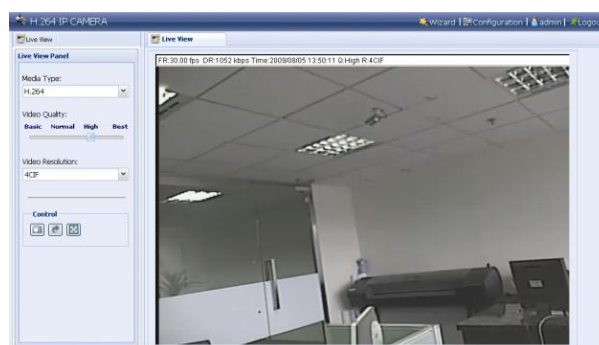 H.264 IP CAMERA
Wizard | Configuration | admin | Logout
Live View
Live View
Live View Panel
FR:30.00 fps DR:1052 kbps Time:2009/08/05 13:50:11 Q:High R:4CIF
Media Type:
H.264
Video Quality:
Basic Normal High Best
Video Resolution:
4CIF
Control